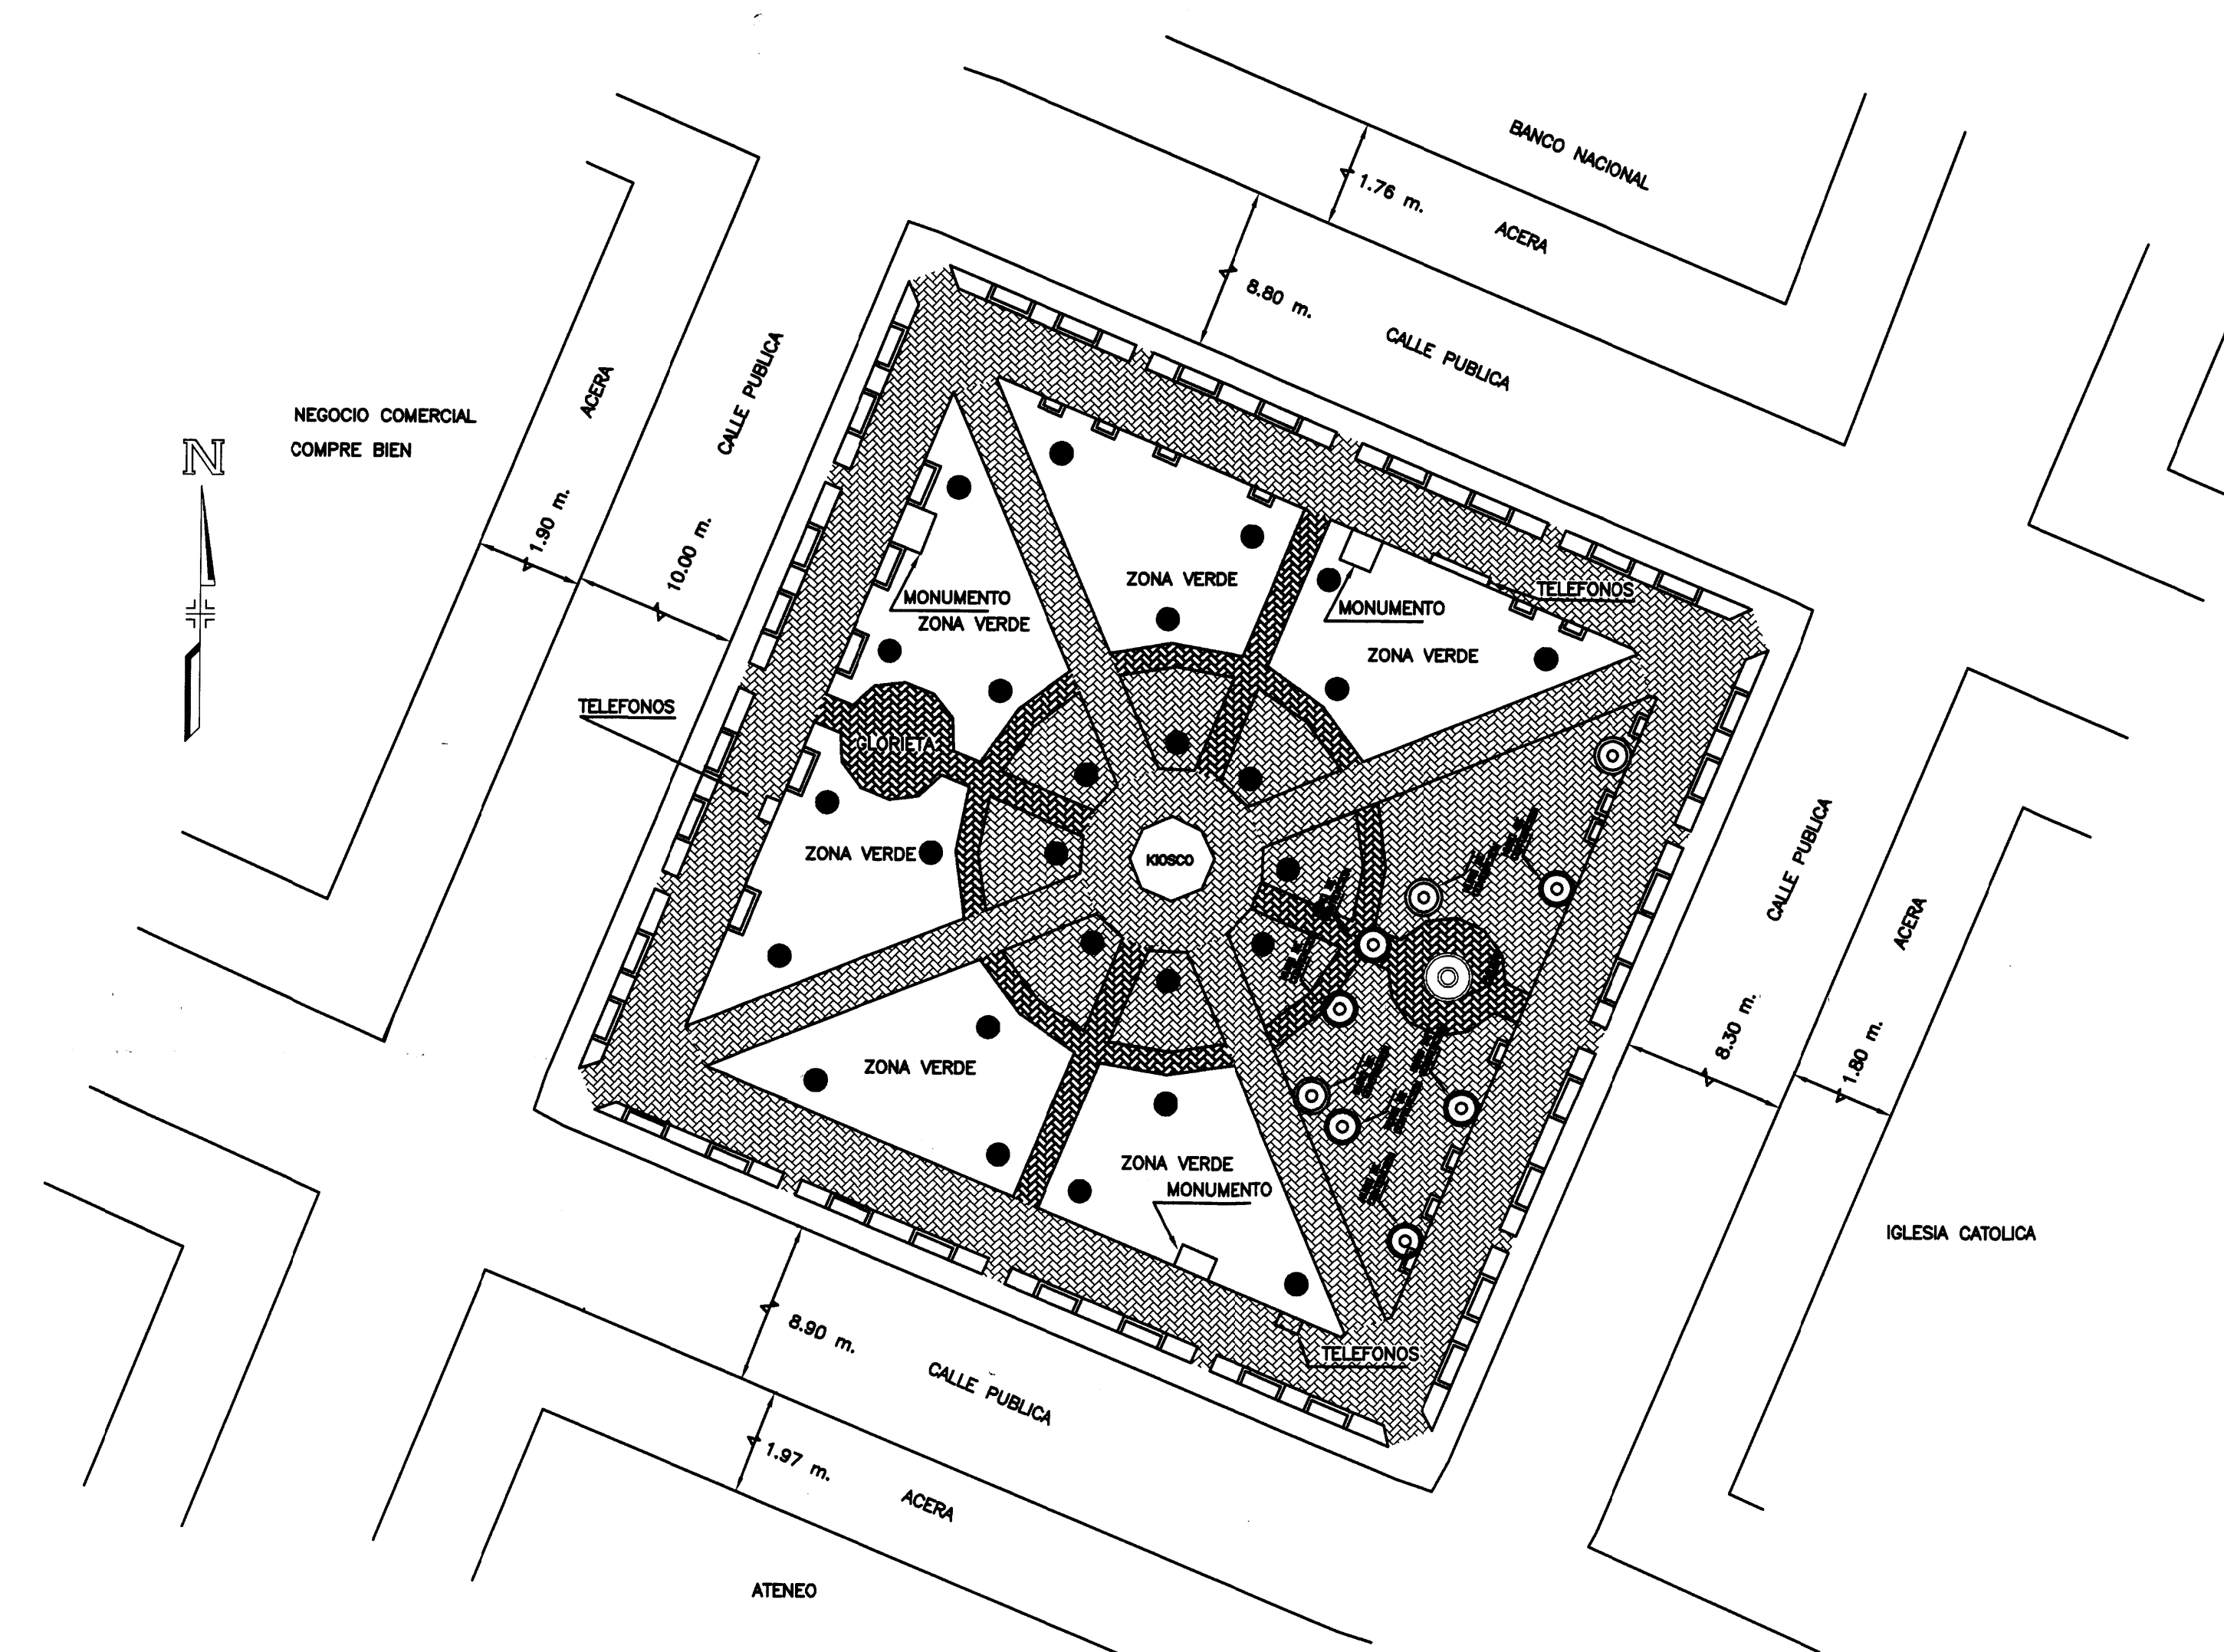 BANCO NACIONAL
1.76 m.
ACERA
8.80 m.
CALLE PUBLICA
NEGOCIO COMERCIAL
COMPRE BIEN
N
ACERA
CALLE PUBLICA
1.90 m.
10.00 m.
TELEFONOS
MONUMENTO
ZONA VERDE
ZONA VERDE
MONUMENTO
TELEFONOS
ZONA VERDE
GLORIETA
ZONA VERDE
KIOSCO
ZONA VERDE
ZONA VERDE
MONUMENTO
TELEFONOS
CALLE PUBLICA
ACERA
8.30 m.
1.80 m.
IGLESIA CATOLICA
8.90 m.
CALLE PUBLICA
1.97 m.
ACERA
ATENEO